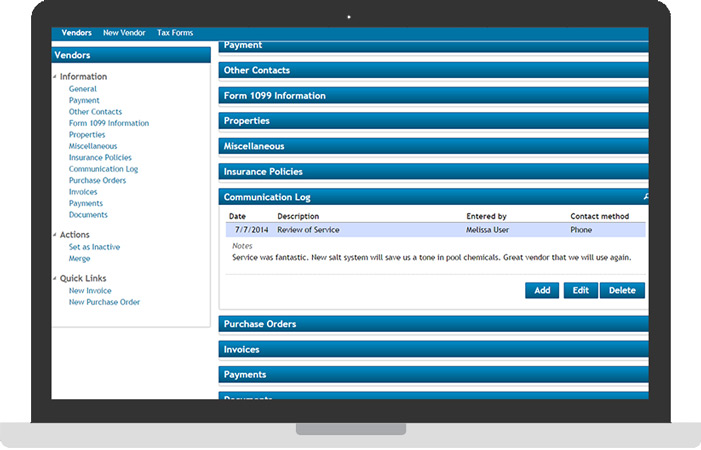 Vendors New Vendor Tax Forms
Vendors
Information
General
Payment
Other Contacts
Form 1099 Information
Properties
Miscellaneous
Insurance Policies
Communication Log
Purchase Orders
Invoices
Payments
Documents
Actions
Set as Inactive
Merge
Quick Links
New Invoice
New Purchase Order
Payment
Other Contacts
Form 1099 Information
Properties
Miscellaneous
Insurance Policies
Communication Log
Date Description Entered by Contact method
7/7/2014 Review of Service Melissa User Phone
Notes
Service was fantastic. New salt system will save us a tone in pool chemicals. Great vendor that we will use again.
Add Edit Delete
Purchase Orders
Invoices
Payments
Documents